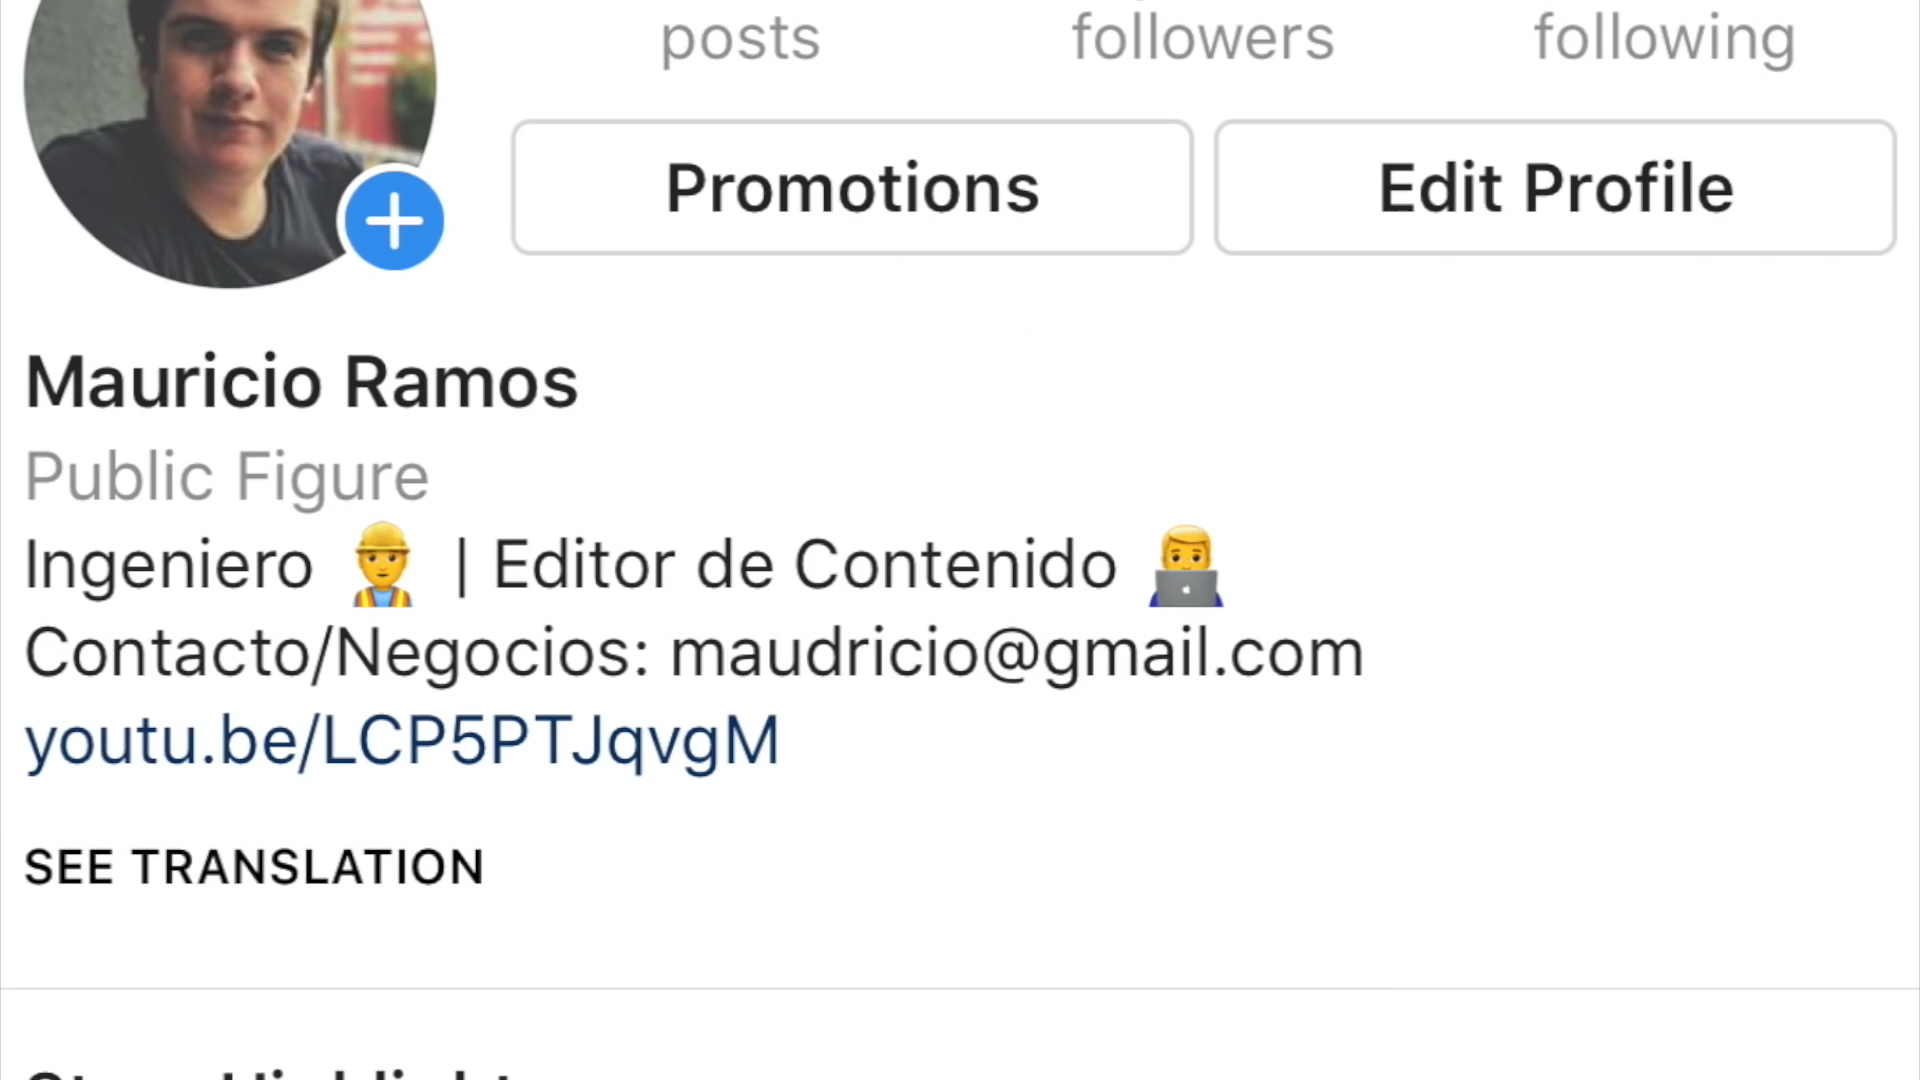 posts followers following
Promotions Edit Profile
Mauricio Ramos
Public Figure
Ingeniero 👷‍♂️ | Editor de Contenido 👨‍💻
Contacto/Negocios: maudricio@gmail.com
youtu.be/LCP5PTJqvgM
SEE TRANSLATION